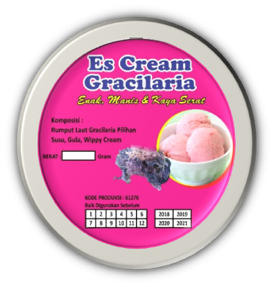 Es Cream
Gracilaria
Enak, Manis & Kaya Serat
Komposisi :
Rumput Laut Gracilaria Pilihan
Susu, Gula, Wippy Cream
BERAT Gram
KODE PRODUKSI : 61276
Baik Digunakan Sebelum
1 2 3 4 5 6 2018 2019
7 8 9 10 11 12 2020 2021